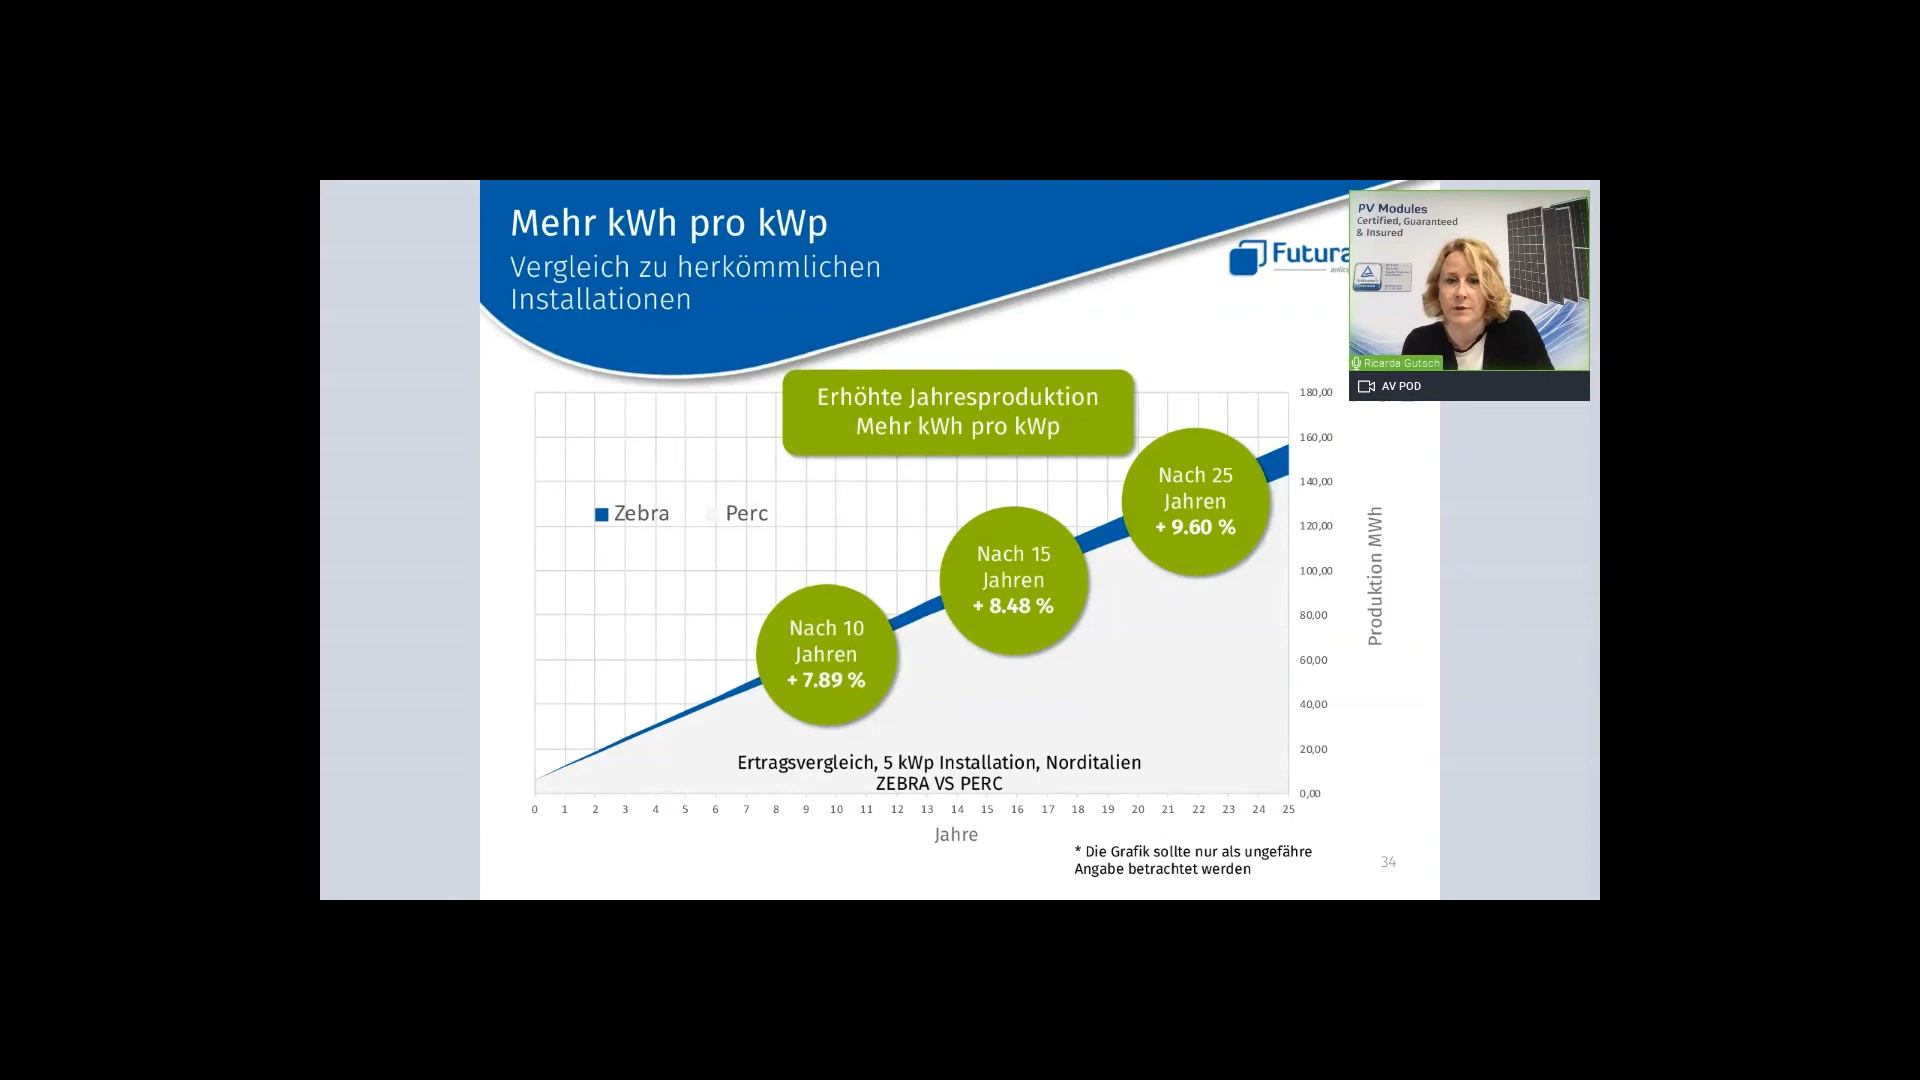 Mehr kWh pro kWp
Vergleich zu herkömmlichen
Installationen
Futura
PV Modules
Certified, Guaranteed
& Insured
Ricarda Gutsch
AV POD
Erhöhte Jahresproduktion
Mehr kWh pro kWp
Zebra Perc
Nach 10
Jahren
+ 7.89 %
Nach 15
Jahren
+ 8.48 %
Nach 25
Jahren
+ 9.60 %
180,00
160,00
140,00
120,00
100,00
80,00
60,00
40,00
20,00
0,00
Produktion MWh
Ertragsvergleich, 5 kWp Installation, Norditalien
ZEBRA VS PERC
0 1 2 3 4 5 6 7 8 9 10 11 12 13 14 15 16 17 18 19 20 21 22 23 24 25
Jahre
* Die Grafik sollte nur als ungefähre
Angabe betrachtet werden
34